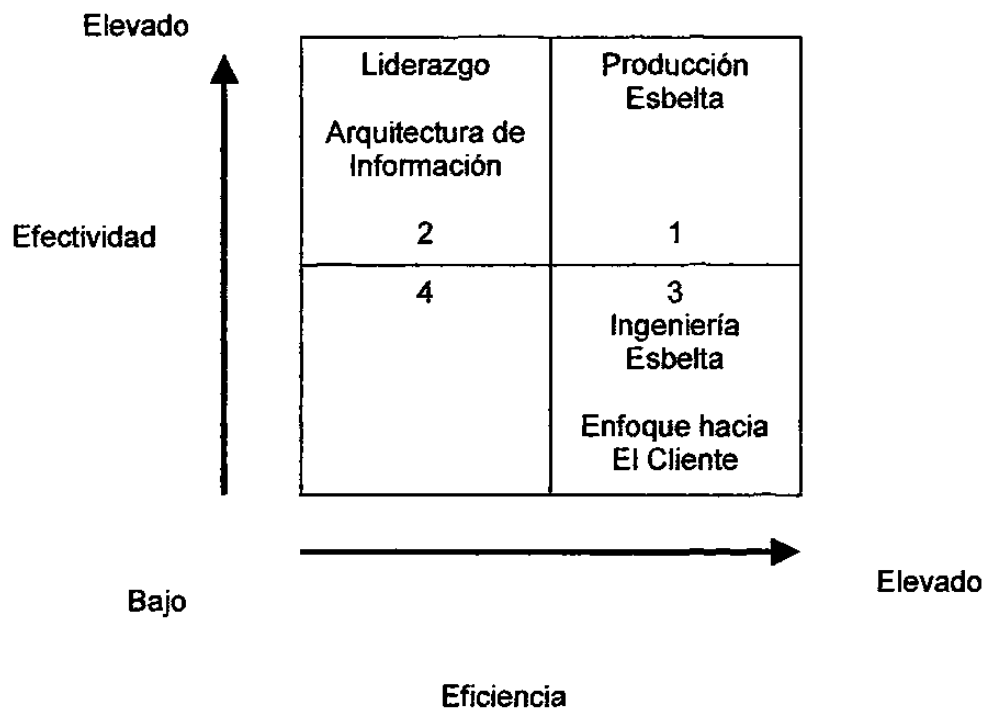 Elevado
Liderazgo
Arquitectura de
Información
2
Producción
Esbelta
1
Efectividad
4
3
Ingeniería
Esbelta
Enfoque hacia
El Cliente
Bajo
Elevado
Eficiencia